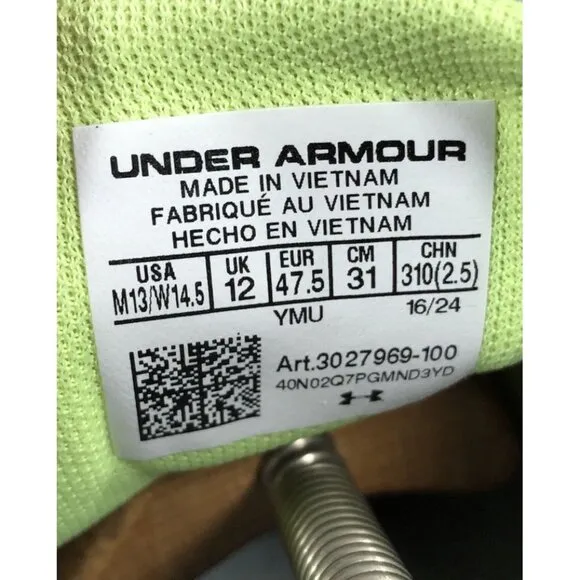 UNDER ARMOUR
MADE IN VIETNAM
FABRIQUÉ AU VIETNAM
HECHO EN VIETNAM
USA UK EUR CM CHN
M13/W14.5 12 47.5 31 310(2.5)
YMU 16/24
Art.3027969-100
40N02Q7PGMND3YD